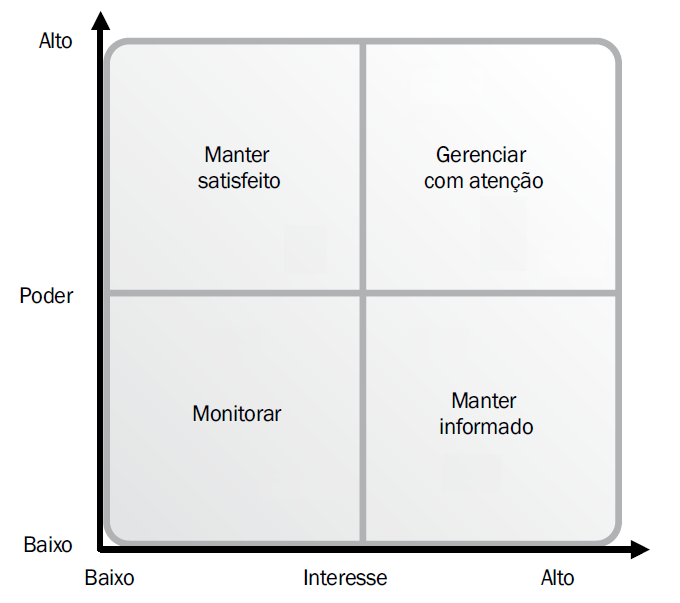 Alto
Manter
satisfeito
Gerenciar
com atenção
Poder
Monitorar
Manter
informado
Baixo
Baixo
Interesse
Alto